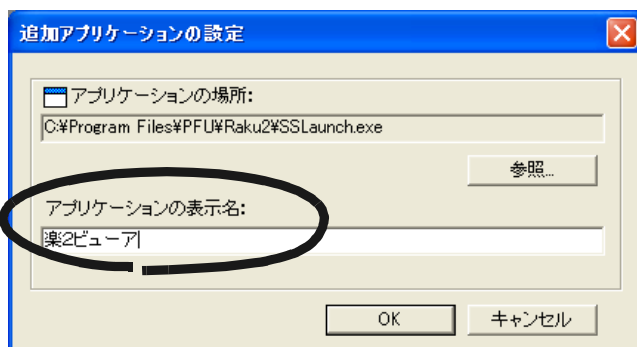 追加アプリケーションの設定
アプリケーションの場所:
C:¥Program Files¥PFU¥Raku2¥SSLaunch.exe
参照...
アプリケーションの表示名:
楽2ビューア
OK
キャンセル